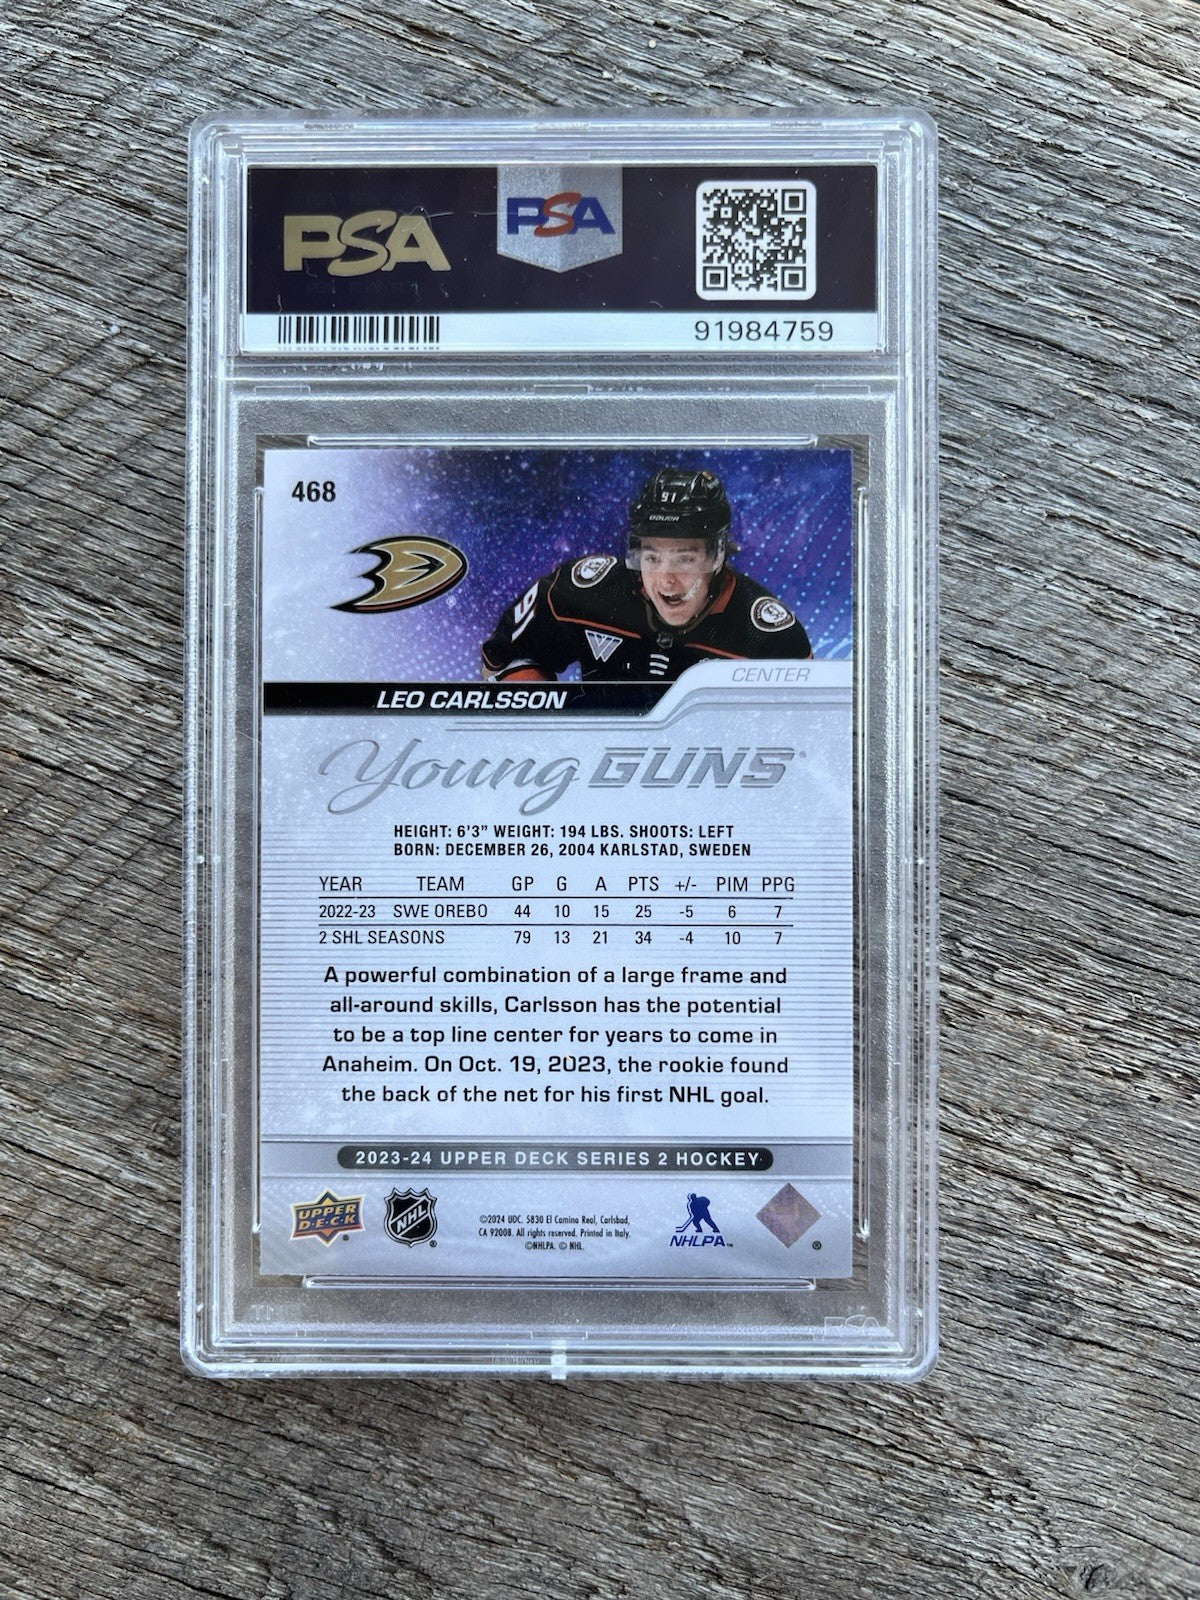 PSA PSA
91984759
468
91
BAUER
91
CENTER
LEO CARLSSON
Young GUNS®
HEIGHT: 6'3" WEIGHT: 194 LBS. SHOOTS: LEFT
BORN: DECEMBER 26, 2004 KARLSTAD, SWEDEN
YEAR TEAM GP G A PTS +/- PIM PPG
2022-23 SWE OREBO 44 10 15 25 -5 6 7
2 SHL SEASONS 79 13 21 34 -4 10 7
A powerful combination of a large frame and
all-around skills, Carlsson has the potential
to be a top line center for years to come in
Anaheim. On Oct. 19, 2023, the rookie found
the back of the net for his first NHL goal.
2023-24 UPPER DECK SERIES 2 HOCKEY
UPPER DECK® NHL® NHLPA™ ®
©2024 UDC. 5830 El Camino Real, Carlsbad,
CA 92008. All rights reserved. Printed in Italy.
©NHLPA. © NHL.
PSA